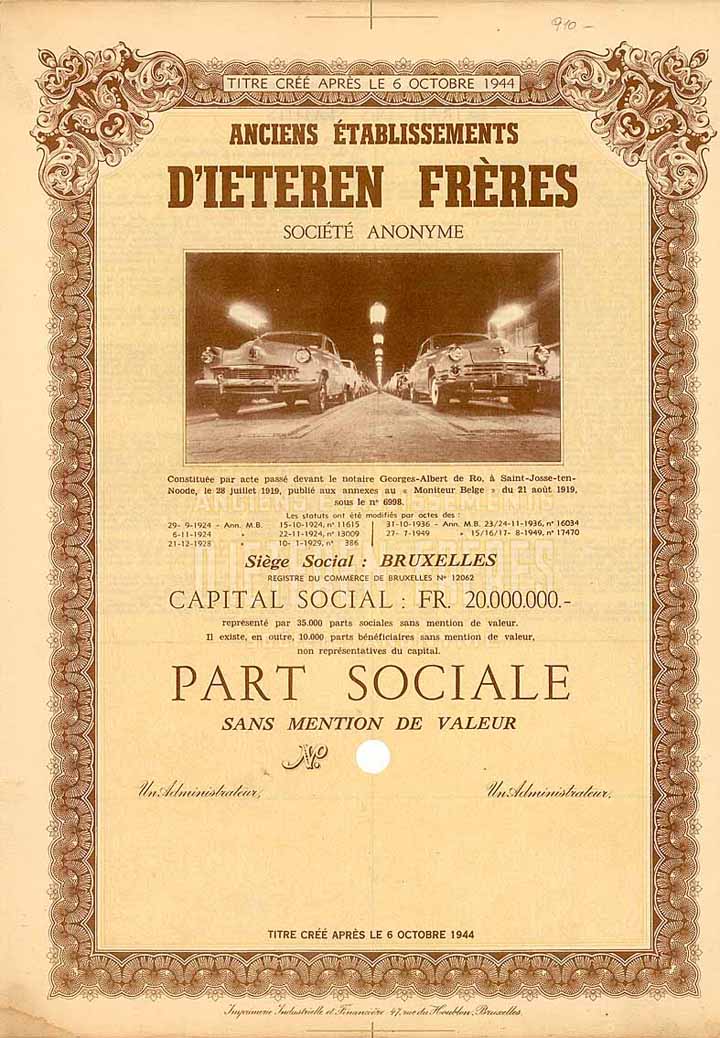 910 -
TITRE CRÉÉ APRÈS LE 6 OCTOBRE 1944
ANCIENS ÉTABLISSEMENTS
D'IETEREN FRÈRES
SOCIÉTÉ ANONYME
Constituée par acte passé devant le notaire Georges-Albert de Ro, à Saint-Josse-ten-
Noode, le 28 juillet 1919, publié aux annexes au « Moniteur Belge » du 21 août 1919,
sous le n° 6998.
Les statuts ont été modifiés par actes des :
29- 9-1924 - Ann. M.B. 15-10-1924, n° 11615 31-10-1936 - Ann. M.B. 23/24-11-1936, n° 16034
6-11-1924 » 22-11-1924, n° 13009 27- 7-1949 » 15/16/17- 8-1949, n° 17470
21-12-1928 » 10- 1-1929, n° 386
Siège Social : BRUXELLES
REGISTRE DU COMMERCE DE BRUXELLES N° 12062
CAPITAL SOCIAL : FR. 20.000.000.-
représenté par 35.000 parts sociales sans mention de valeur.
Il existe, en outre, 10.000 parts bénéficiaires sans mention de valeur,
non représentatives du capital.
PART SOCIALE
SANS MENTION DE VALEUR
No
Un Administrateur, Un Administrateur,
TITRE CRÉÉ APRÈS LE 6 OCTOBRE 1944
Imprimerie Industrielle et Financière 47, rue du Houblon, Bruxelles.